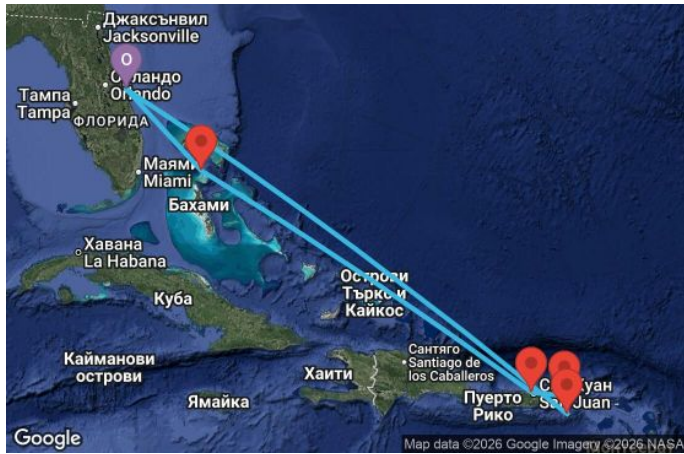 Джаксънвил
Jacksonville
O
Орландо
Orlando
Тампа
Tampa
ФЛОРИДА
Маями
Miami
Бахами
Хавана
La Habana
Куба
Острови
Търкс и
Кайкос
Кайманови
острови
Ямайка
Хаити
Сантяго
Santiago de
los Caballeros
Пуерто
Рико
San Juan
Google
Map data ©2026 Google Imagery ©2026 NASA